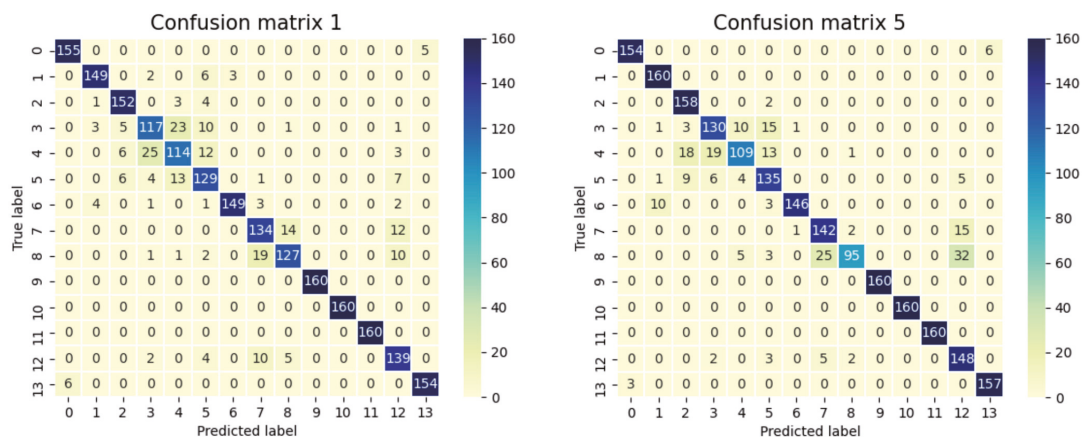 Confusion matrix 1
0 155 0 0 0 0 0 0 0 0 0 0 0 0 5
1 0 149 0 2 0 6 3 0 0 0 0 0 0 0
2 0 1 152 0 3 4 0 0 0 0 0 0 0 0
3 0 3 5 117 23 10 0 0 1 0 0 0 1 0
4 0 0 6 25 114 12 0 0 0 0 0 0 3 0
5 0 0 6 4 13 129 0 1 0 0 0 0 7 0
6 0 4 0 1 0 1 149 3 0 0 0 0 2 0
7 0 0 0 0 0 0 0 134 14 0 0 0 12 0
8 0 0 0 1 1 2 0 19 127 0 0 0 10 0
9 0 0 0 0 0 0 0 0 0 160 0 0 0 0
10 0 0 0 0 0 0 0 0 0 0 160 0 0 0
11 0 0 0 0 0 0 0 0 0 0 0 160 0 0
12 0 0 0 2 0 4 0 10 5 0 0 0 139 0
13 6 0 0 0 0 0 0 0 0 0 0 0 0 154
0 1 2 3 4 5 6 7 8 9 10 11 12 13
Predicted label
True label
160
140
120
100
80
60
40
20
0
Confusion matrix 5
0 154 0 0 0 0 0 0 0 0 0 0 0 0 6
1 0 160 0 0 0 0 0 0 0 0 0 0 0 0
2 0 0 158 0 0 2 0 0 0 0 0 0 0 0
3 0 1 3 130 10 15 1 0 0 0 0 0 0 0
4 0 0 18 19 109 13 0 0 1 0 0 0 0 0
5 0 1 9 6 4 135 0 0 0 0 0 0 5 0
6 0 10 0 0 0 3 146 0 0 0 0 0 0 0
7 0 0 0 0 0 0 1 142 2 0 0 0 15 0
8 0 0 0 0 5 3 0 25 95 0 0 0 32 0
9 0 0 0 0 0 0 0 0 0 160 0 0 0 0
10 0 0 0 0 0 0 0 0 0 0 160 0 0 0
11 0 0 0 0 0 0 0 0 0 0 0 160 0 0
12 0 0 0 2 0 3 0 5 2 0 0 0 148 0
13 3 0 0 0 0 0 0 0 0 0 0 0 0 157
0 1 2 3 4 5 6 7 8 9 10 11 12 13
Predicted label
True label
160
140
120
100
80
60
40
20
0